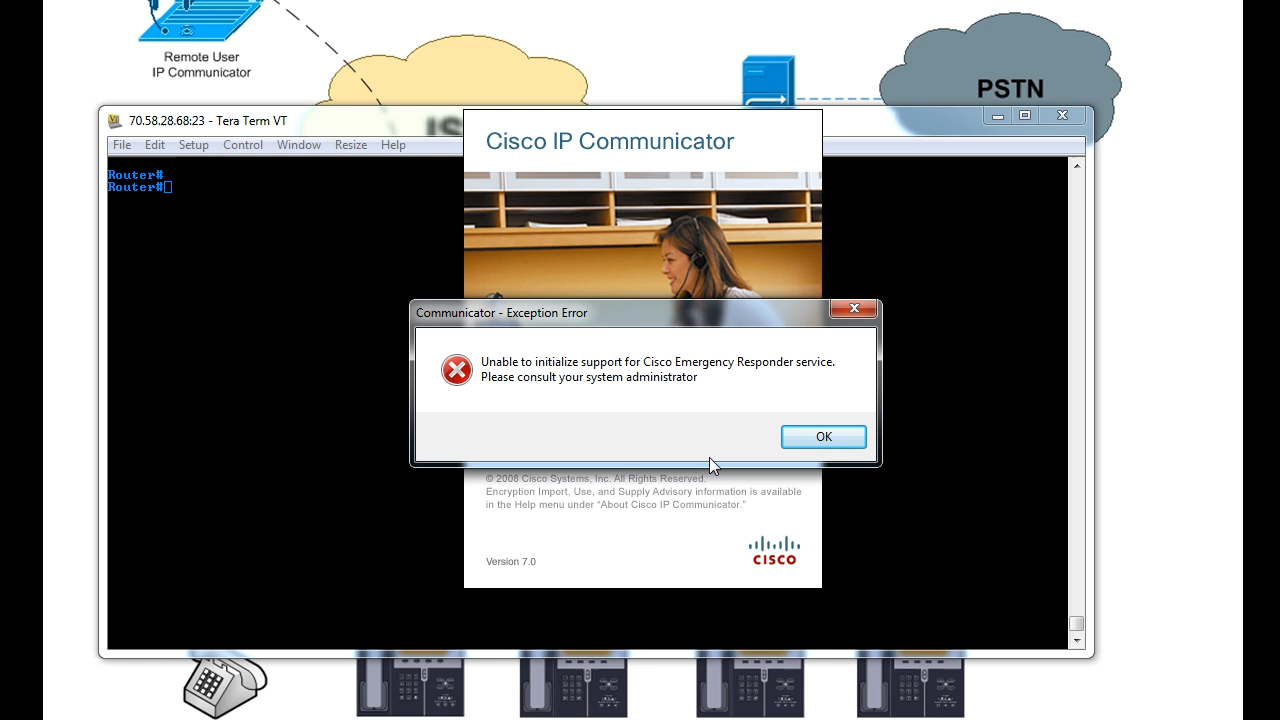 Remote User
IP Communicator
PSTN
70.58.28.68:23 - Tera Term VT
File Edit Setup Control Window Resize Help
Router#
Router#
Cisco IP Communicator
Communicator - Exception Error
Unable to initialize support for Cisco Emergency Responder service.
Please consult your system administrator
OK
© 2008 Cisco Systems, Inc. All Rights Reserved.
Encryption Import, Use, and Supply Advisory information is available
in the Help menu under “About Cisco IP Communicator.”
Version 7.0
CISCO